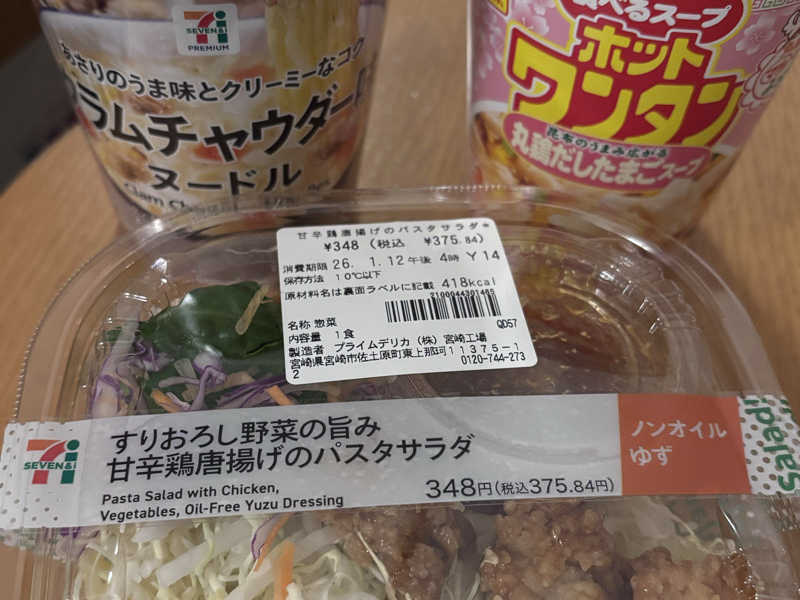 SEVEN&i
PREMIUM
あさりのうま味とクリーミーなコク
ラムチャウダー
ヌードル
Clam Ch
べるスープ
ホット
ワンタン
昆布のうまみ広がる
丸鶏だしたまごスープ
甘辛鶏唐揚げのパスタサラダ*
¥348 (税込 ¥375.84)
消費期限 26. 1.12午後 4時 Y14
保存方法 10℃以下
原材料名は裏面ラベルに記載 418kcal
2100944301485
名称 惣菜
QD57
内容量 1食
製造者 プライムデリカ(株)宮崎工場
宮崎県宮崎市佐土原町東上那珂11375-1
2
0120-744-273
SEVEN&i
すりおろし野菜の旨み
甘辛鶏唐揚げのパスタサラダ
Pasta Salad with Chicken,
Vegetables, Oil-Free Yuzu Dressing
348円(税込375.84円)
ノンオイル
ゆず